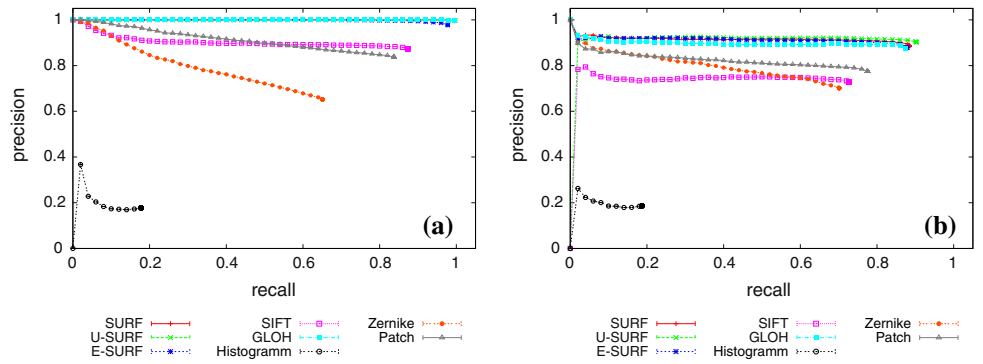 1
0.8
0.6
0.4
0.2
0
precision
0 0.2 0.4 0.6 0.8 1
recall
(a)
SURF SIFT Zernike
U-SURF GLOH Patch
E-SURF Histogramm
1
0.8
0.6
0.4
0.2
0
precision
0 0.2 0.4 0.6 0.8 1
recall
(b)
SURF SIFT Zernike
U-SURF GLOH Patch
E-SURF Histogramm